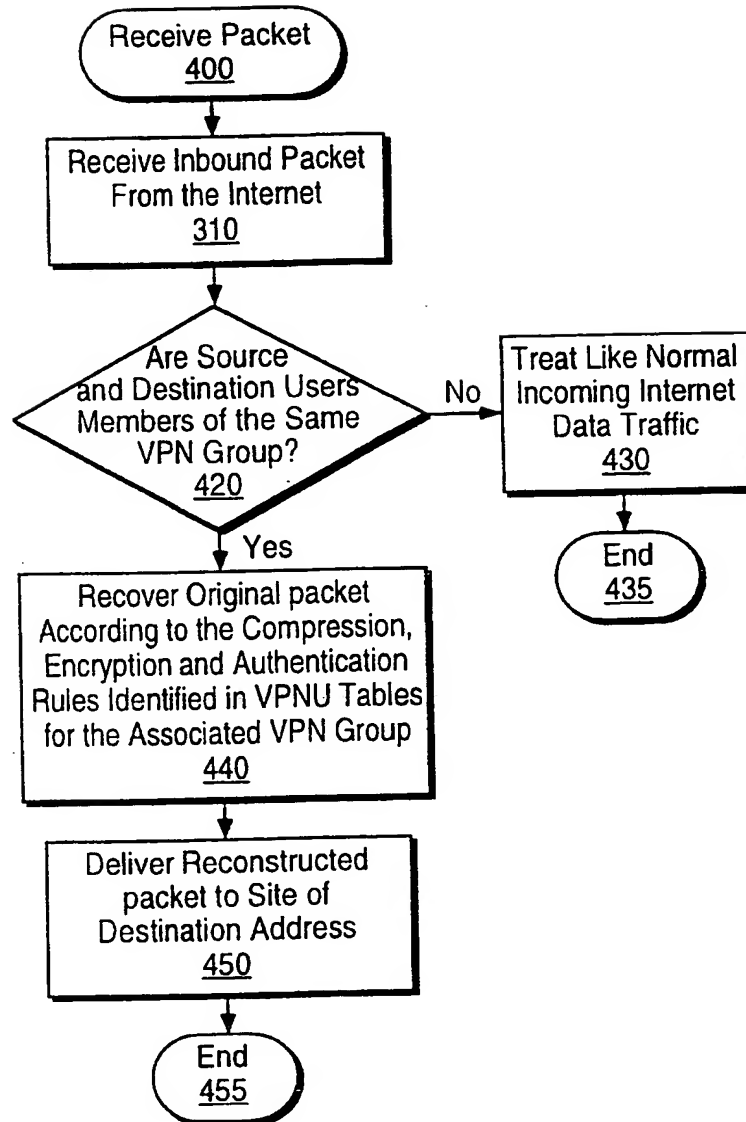 Receive Packet
400
Receive Inbound Packet
From the Internet
310
Are Source
and Destination Users
Members of the Same
VPN Group?
420
No
Treat Like Normal
Incoming Internet
Data Traffic
430
End
435
Yes
Recover Original packet
According to the Compression,
Encryption and Authentication
Rules Identified in VPNU Tables
for the Associated VPN Group
440
Deliver Reconstructed
packet to Site of
Destination Address
450
End
455